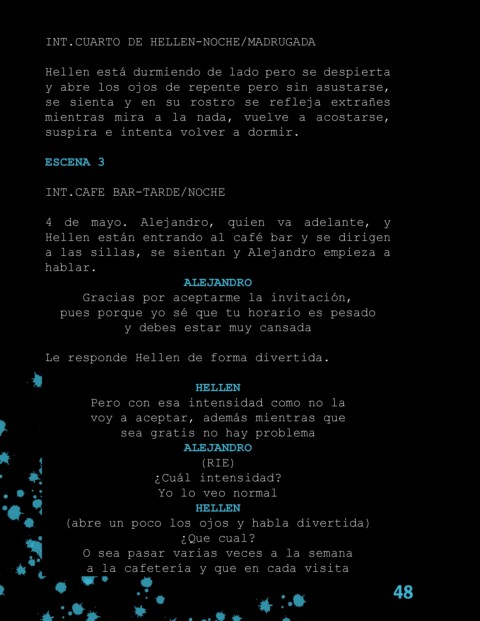 INT.CUARTO DE HELLEN-NOCHE/MADRUGADA
Hellen está durmiendo de lado pero se despierta
y abre los ojos de repente pero sin asustarse,
se sienta y en su rostro se refleja extrañes
mientras mira a la nada, vuelve a acostarse,
suspira e intenta volver a dormir.
ESCENA 3
INT.CAFE BAR-TARDE/NOCHE
4 de mayo. Alejandro, quien va adelante, y
Hellen están entrando al café bar y se dirigen
a las sillas, se sientan y Alejandro empieza a
hablar.
ALEJANDRO
Gracias por aceptarme la invitación,
pues porque yo sé que tu horario es pesado
y debes estar muy cansada
Le responde Hellen de forma divertida.
HELLEN
Pero con esa intensidad como no la
voy a aceptar, además mientras que
sea gratis no hay problema
ALEJANDRO
(RIE)
¿Cuál intensidad?
Yo lo veo normal
HELLEN
(abre un poco los ojos y habla divertida)
¿Que cual?
O sea pasar varias veces a la semana
a la cafetería y que en cada visita
48